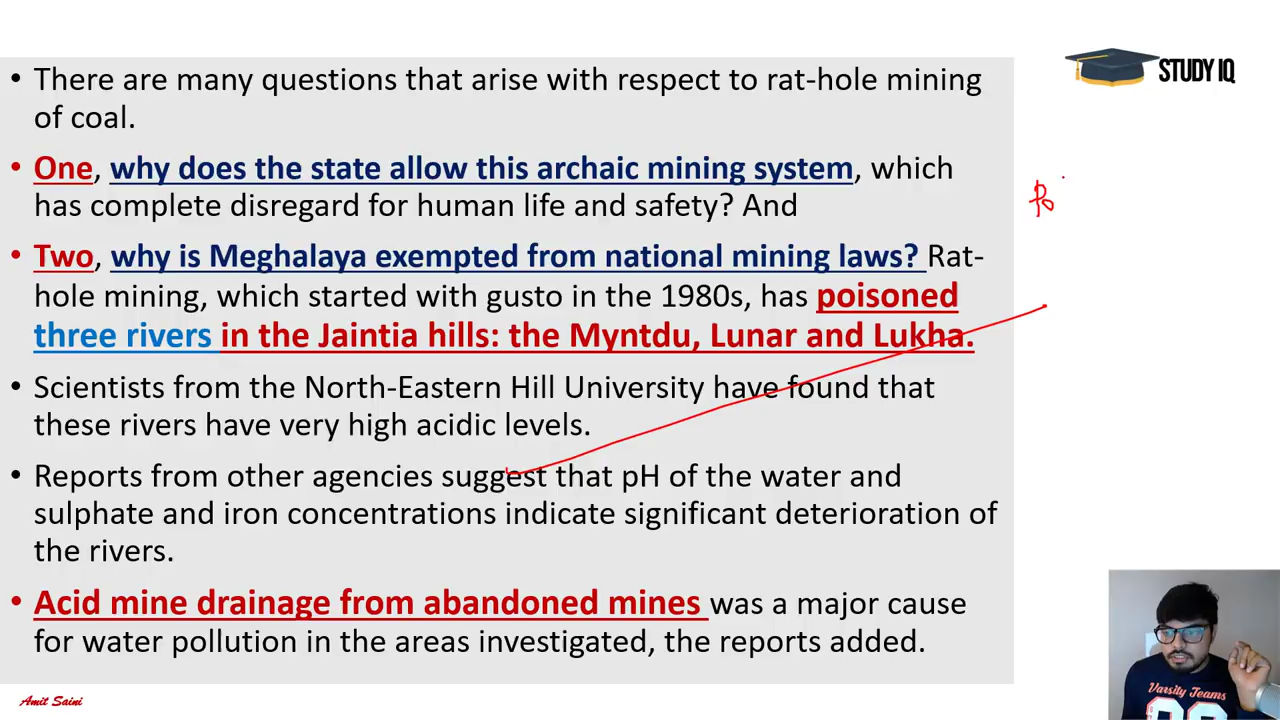 • There are many questions that arise with respect to rat-hole mining
of coal.
• One, why does the state allow this archaic mining system, which
has complete disregard for human life and safety? And
• Two, why is Meghalaya exempted from national mining laws? Rat-
hole mining, which started with gusto in the 1980s, has poisoned
three rivers in the Jaintia hills: the Myntdu, Lunar and Lukha.
• Scientists from the North-Eastern Hill University have found that
these rivers have very high acidic levels.
• Reports from other agencies suggest that pH of the water and
sulphate and iron concentrations indicate significant deterioration of
the rivers.
• Acid mine drainage from abandoned mines was a major cause
for water pollution in the areas investigated, the reports added.
STUDY IQ
Varsity Teams
Amit Saini